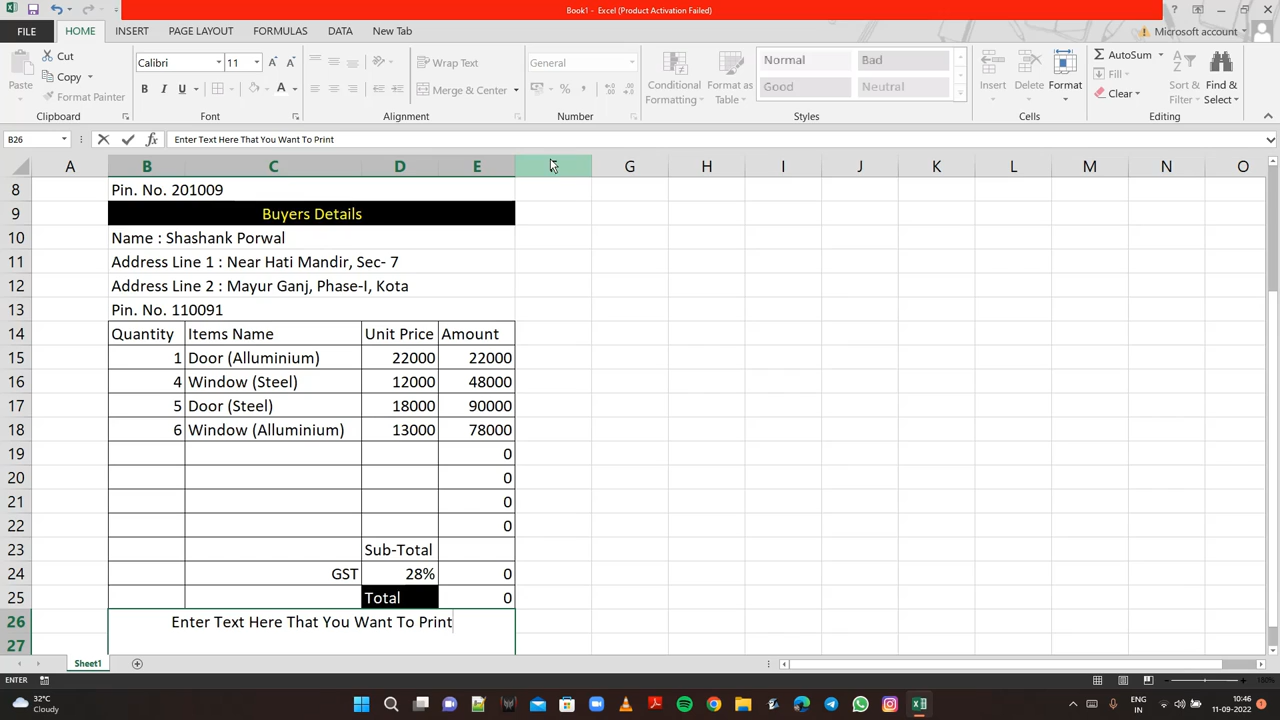 Book1 - Excel (Product Activation Failed)
FILE HOME INSERT PAGE LAYOUT FORMULAS DATA New Tab Microsoft account
Cut
Copy
Format Painter
Paste
Clipboard
Calibri 11
B I U A
Font
Wrap Text
Merge & Center
Alignment
General
%
Number
Conditional Formatting
Format as Table
Normal Bad
Good Neutral
Styles
Insert Delete Format
Cells
AutoSum
Fill
Clear
Sort & Filter
Find & Select
Editing
B26 fx Enter Text Here That You Want To Print
A B C D E G H I J K L M N O
8 Pin. No. 201009
9 Buyers Details
10 Name : Shashank Porwal
11 Address Line 1 : Near Hati Mandir, Sec- 7
12 Address Line 2 : Mayur Ganj, Phase-I, Kota
13 Pin. No. 110091
14 Quantity Items Name Unit Price Amount
15 1 Door (Alluminium) 22000 22000
16 4 Window (Steel) 12000 48000
17 5 Door (Steel) 18000 90000
18 6 Window (Alluminium) 13000 78000
19 0
20 0
21 0
22 0
23 Sub-Total
24 GST 28% 0
25 Total 0
26 Enter Text Here That You Want To Print
27
Sheet1
ENTER 160%
32°C
Cloudy
ENG
IN
10:46
11-09-2022